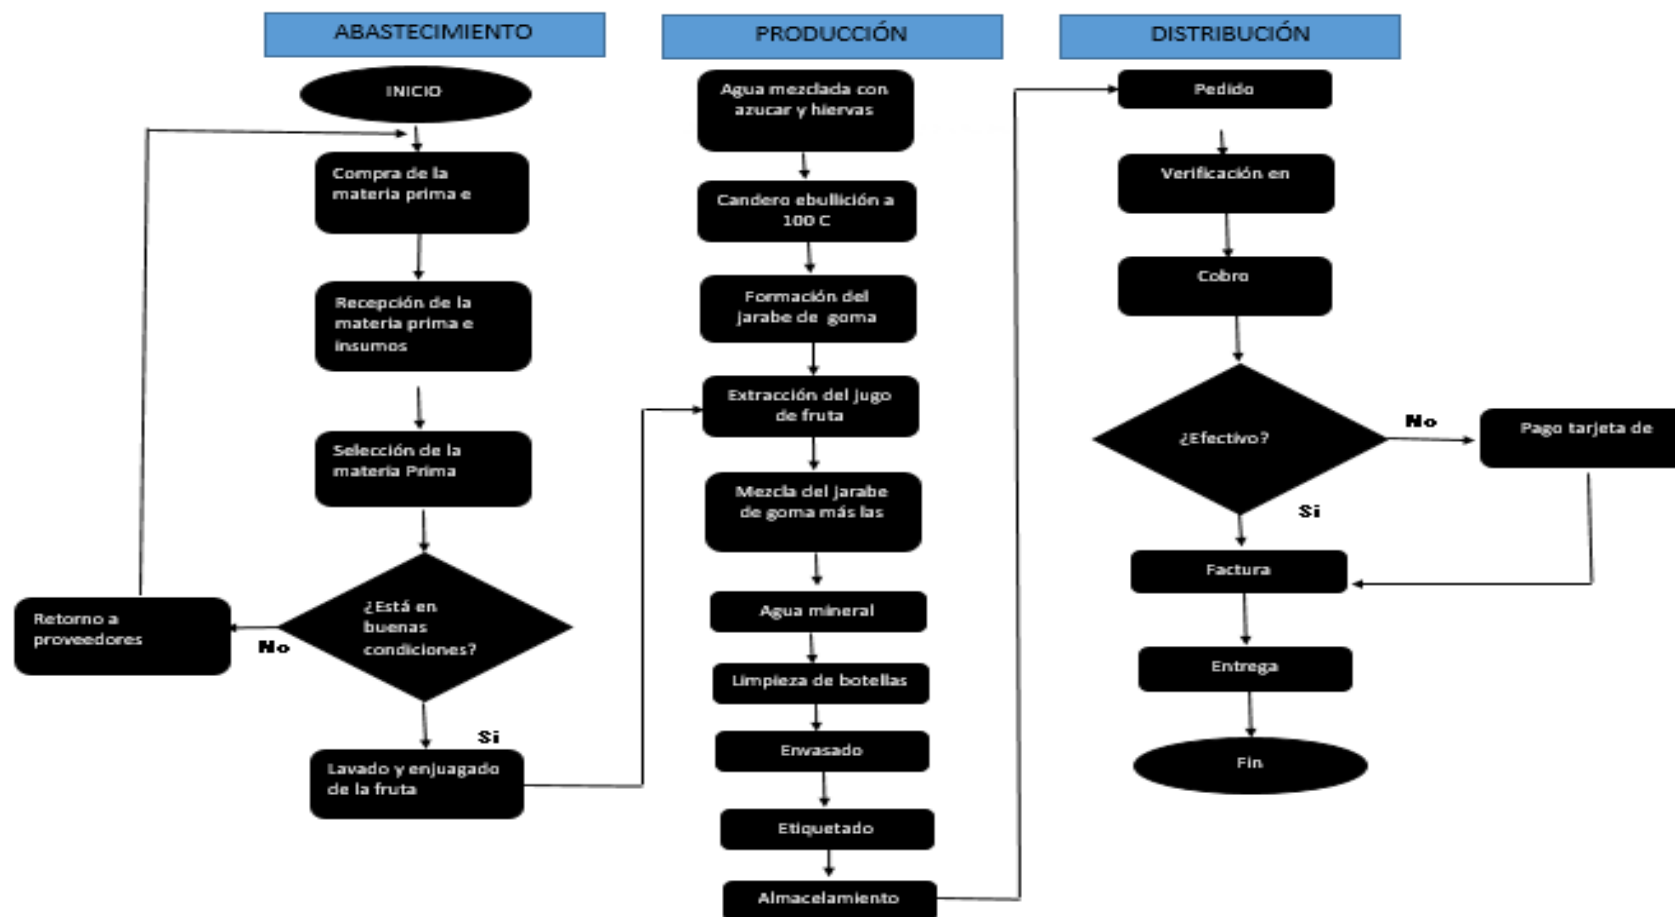 ABASTECIMIENTO
INICIO
Compra de la
materia prima e
Recepción de la
materia prima e
insumos
Selección de la
materia Prima
¿Está en
buenas
condiciones?
No
Retorno a
proveedores
Si
Lavado y enjuagado
de la fruta
PRODUCCIÓN
Agua mezclada con
azucar y hiervas
Candero ebullición a
100 C
Formación del
jarabe de goma
Extracción del jugo
de fruta
Mezcla del jarabe
de goma más las
Agua mineral
Limpieza de botellas
Envasado
Etiquetado
Almacelamiento
DISTRIBUCIÓN
Pedido
Verificación en
Cobro
¿Efectivo?
No
Pago tarjeta de
Si
Factura
Entrega
Fin